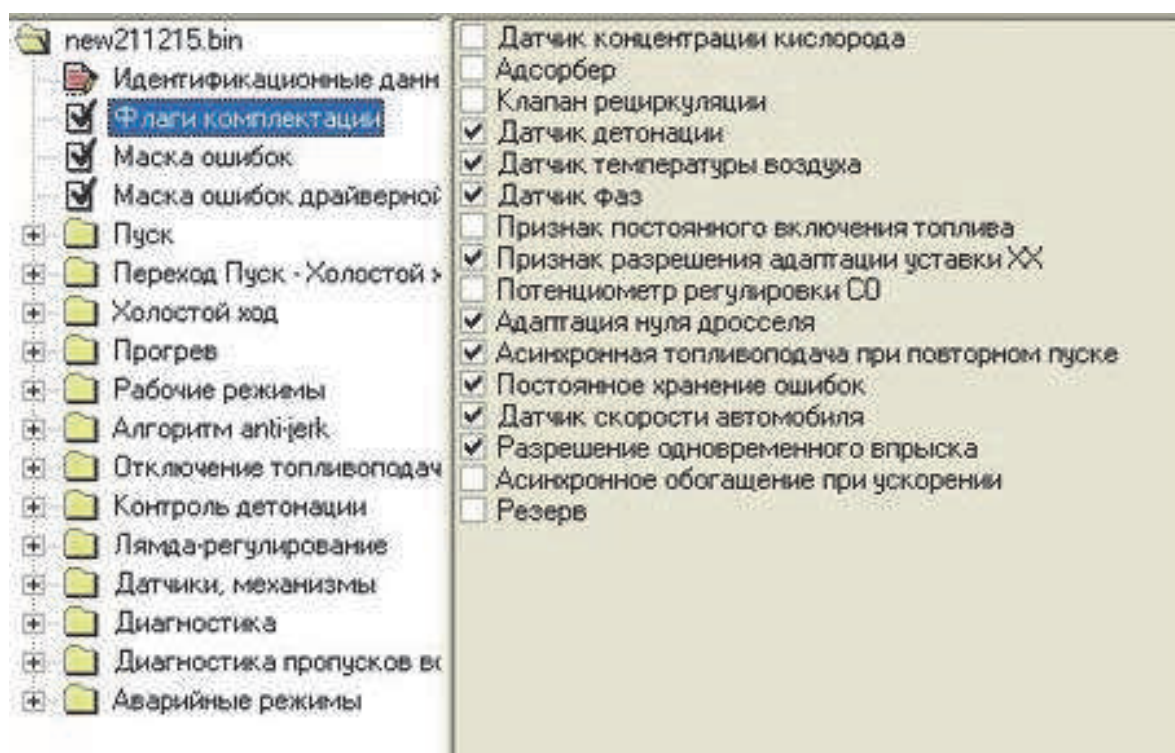 new211215.bin
Идентификационные данн
Флаги комплектации
Маска ошибок
Маска ошибок драйверной
Пуск
Переход Пуск - Холостой х
Холостой ход
Прогрев
Рабочие режимы
Алгоритм anti-jerk
Отключение топливоподач
Контроль детонации
Лямда-регулирование
Датчики, механизмы
Диагностика
Диагностика пропусков вс
Аварийные режимы
Датчик концентрации кислорода
Адсорбер
Клапан рециркуляции
Датчик детонации
Датчик температуры воздуха
Датчик фаз
Признак постоянного включения топлива
Признак разрешения адаптации уставки ХХ
Потенциометр регулировки СО
Адаптация нуля дросселя
Асинхронная топливоподача при повторном пуске
Постоянное хранение ошибок
Датчик скорости автомобиля
Разрешение одновременного впрыска
Асинхронное обогащение при ускорении
Резерв